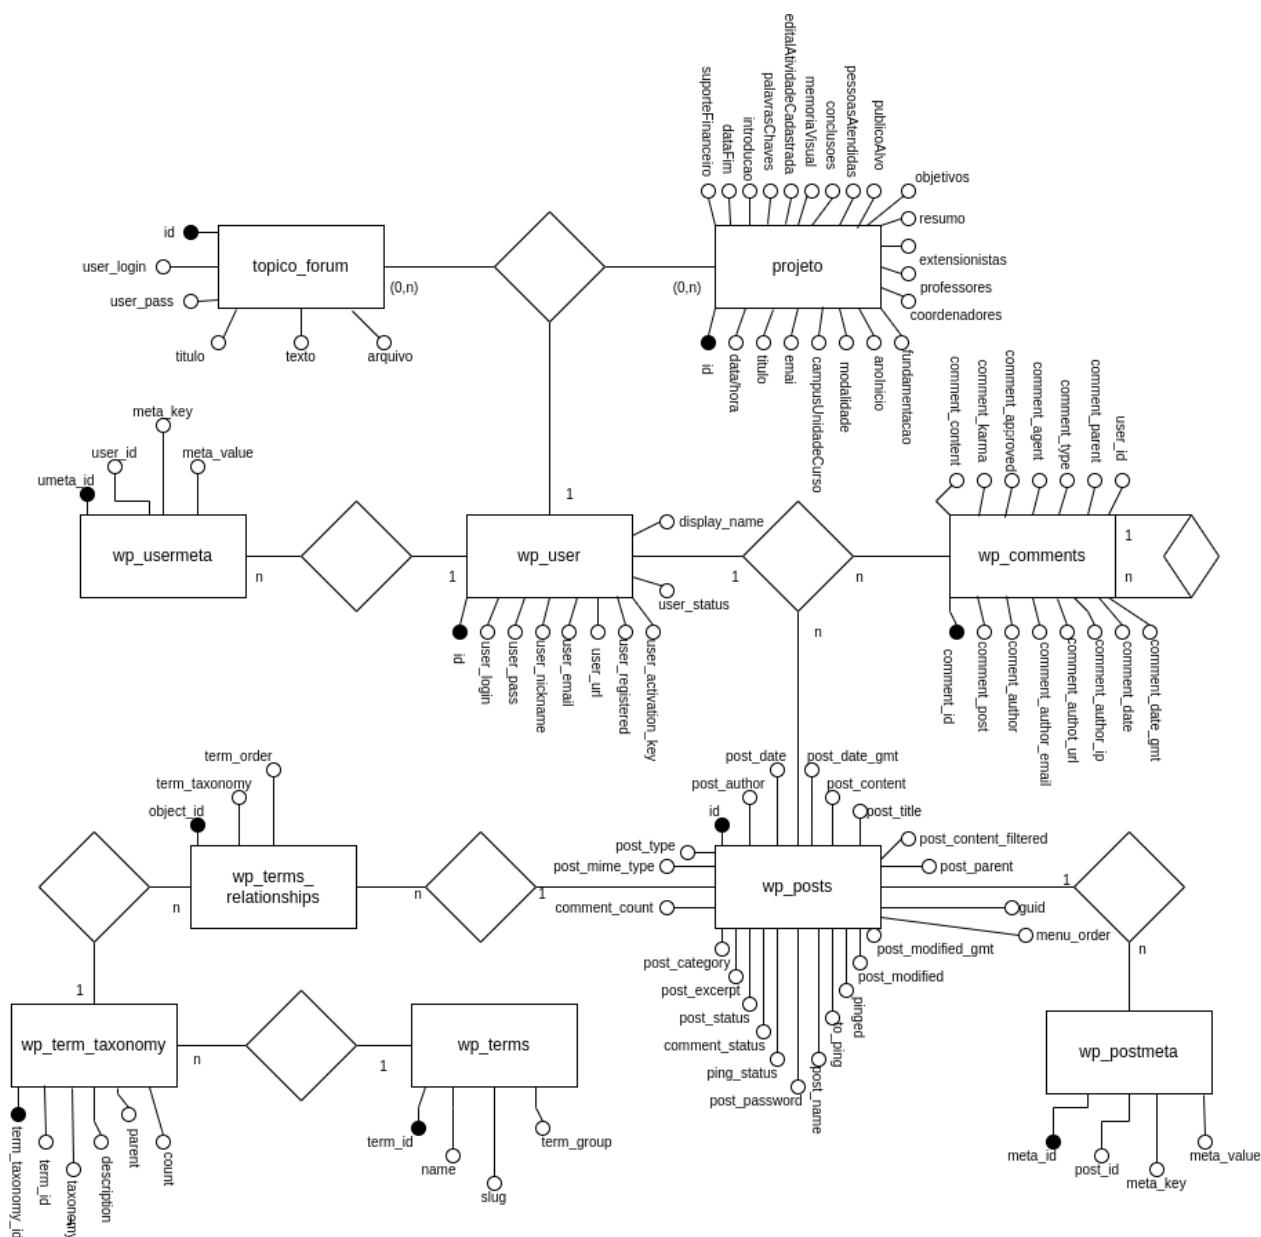 suporteFinanceiro
dataFim
introducao
palavrasChaves
editalAtividadeCadastrada
memoriaVisual
conclusoes
pessoasAtendidas
publicoAlvo
objetivos
resumo
extensionistas
professores
coordenadores
projeto
(0,n)
id
data/hora
titulo
emai
campusUnidadeCurso
modalidade
anoInicio
fundamentacao
id
user_login
user_pass
topico_forum
(0,n)
titulo
texto
arquivo
meta_key
user_id
meta_value
umeta_id
wp_usermeta
n
1
1
wp_user
display_name
user_status
1
n
n
id
user_login
user_pass
user_nickname
user_email
user_url
user_registered
user_activation_key
comment_content
comment_karma
comment_approved
comment_agent
comment_type
comment_parent
user_id
wp_comments
1
n
comment_id
comment_post
coment_author
comment_author_email
comment_authot_url
comment_author_ip
comment_date
comment_date_gmt
term_order
term_taxonomy
object_id
wp_terms_
relationships
n
n
1
post_date
post_date_gmt
post_author
post_content
id
post_title
post_type
post_content_filtered
post_mime_type
post_parent
wp_posts
1
comment_count
guid
menu_order
post_modified_gmt
post_category
post_modified
post_excerpt
pinged
post_status
to_ping
comment_status
ping_status
post_name
post_password
n
wp_postmeta
meta_id
post_id
meta_key
meta_value
1
wp_term_taxonomy
n
1
wp_terms
term_taxonomy_id
term_id
taxonomy
description
parent
count
term_id
name
slug
term_group